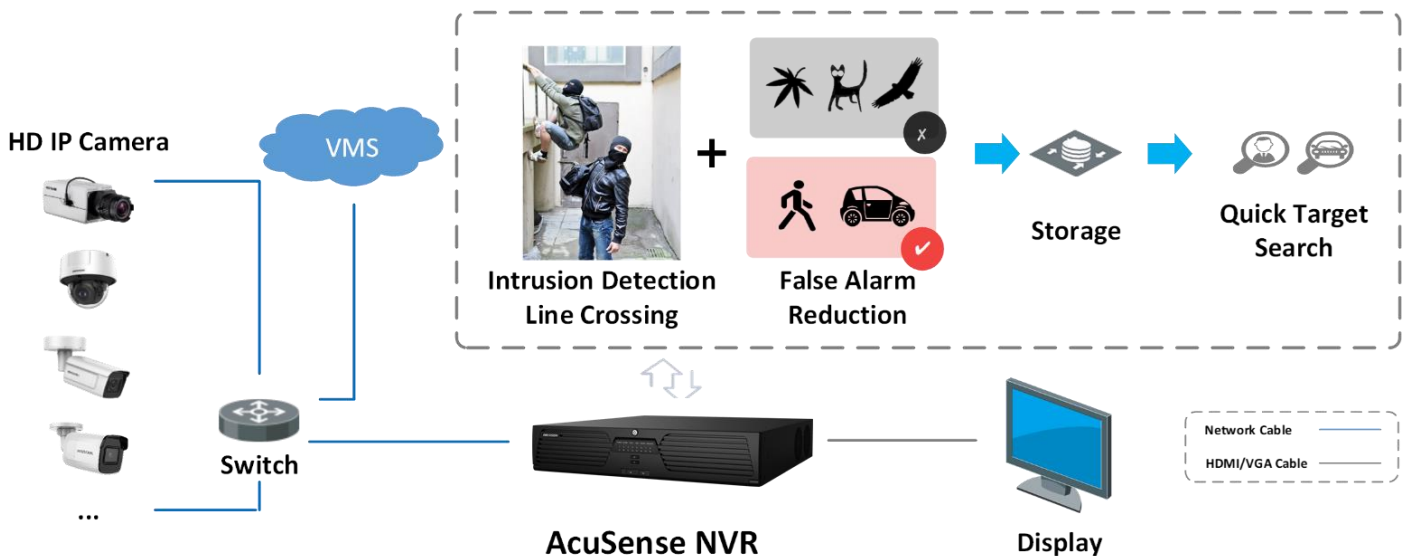 HD IP Camera
VMS
Intrusion Detection
Line Crossing
+
False Alarm
Reduction
Storage
Quick Target
Search
Switch
...
AcuSense NVR
Display
Network Cable
HDMI/VGA Cable